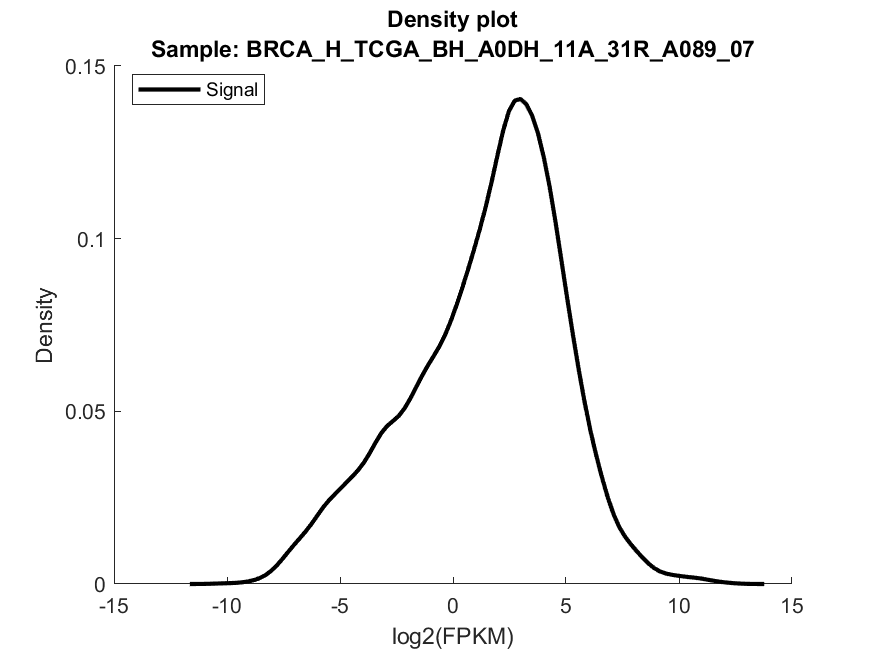 Density plot
Sample: BRCA_H_TCGA_BH_A0DH_11A_31R_A089_07
Signal
0.15
0.1
0.05
0
Density
-15 -10 -5 0 5 10 15
log2(FPKM)